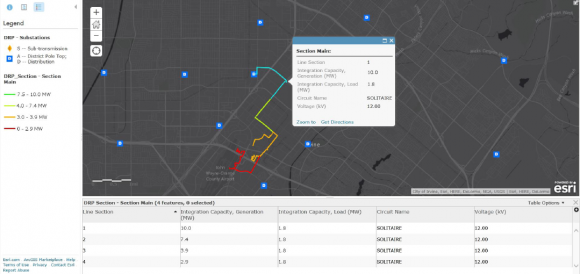 Legend
DRP - Substations
S -- Sub-transmission
A -- District Pole Top;
D -- Distribution
DRP_Section - Section
Main
7.5 - 10.0 MW
4.0 - 7.4 MW
3.0 - 3.9 MW
0 - 2.9 MW
Esri.com ArcGIS Marketplace Help
Terms of Use Privacy Contact Esri
Report Abuse
Section Main:
Line Section 1
Integration Capacity, Generation (MW) 10.0
Integration Capacity, Load (MW) 1.8
Circuit Name SOLITAIRE
Voltage (kV) 12.00
Zoom to Get Directions
POWERED BY
esri
DRP Section - Section Main (4 features, 0 selected) Table Options
Line Section Integration Capacity, Generation (MW) Integration Capacity, Load (MW) Circuit Name Voltage (kV)
1 10.0 1.8 SOLITAIRE 12.00
2 7.4 1.8 SOLITAIRE 12.00
3 3.9 1.8 SOLITAIRE 12.00
4 2.9 1.8 SOLITAIRE 12.00